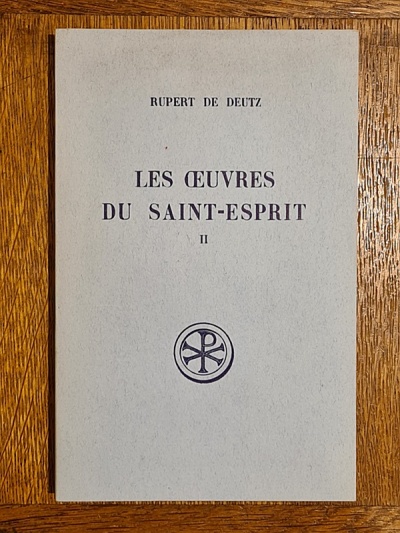 RUPERT DE DEUTZ
LES ŒUVRES
DU SAINT-ESPRIT
II